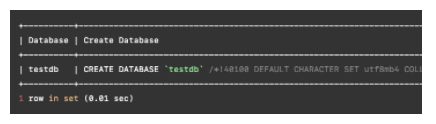 +----------+--------------------------------------------------------------
| Database | Create Database
+----------+--------------------------------------------------------------
| testdb | CREATE DATABASE `testdb` /*!40100 DEFAULT CHARACTER SET utf8mb4 COLL
+----------+--------------------------------------------------------------
1 row in set (0.01 sec)